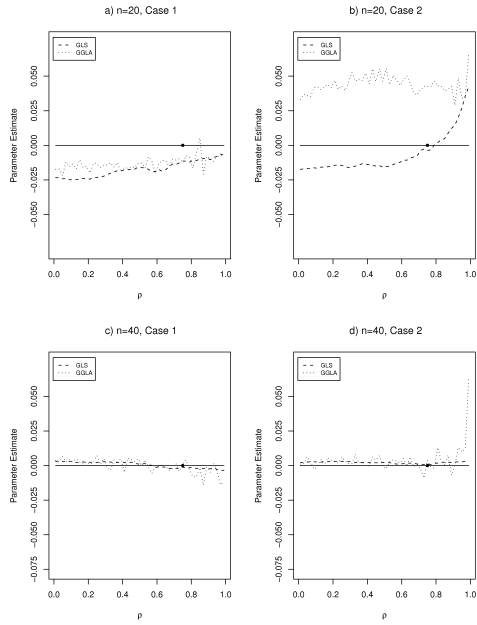 a) n=20, Case 1
GLS
GGLA
Parameter Estimate
0.050
0.025
0.000
−0.025
−0.050
0.0 0.2 0.4 0.6 0.8 1.0
ρ
b) n=20, Case 2
GLS
GGLA
Parameter Estimate
0.050
0.025
0.000
−0.025
−0.050
0.0 0.2 0.4 0.6 0.8 1.0
ρ
c) n=40, Case 1
GLS
GGLA
Parameter Estimate
0.050
0.025
0.000
−0.025
−0.050
−0.075
0.0 0.2 0.4 0.6 0.8 1.0
ρ
d) n=40, Case 2
GLS
GGLA
Parameter Estimate
0.050
0.025
0.000
−0.025
−0.050
−0.075
0.0 0.2 0.4 0.6 0.8 1.0
ρ